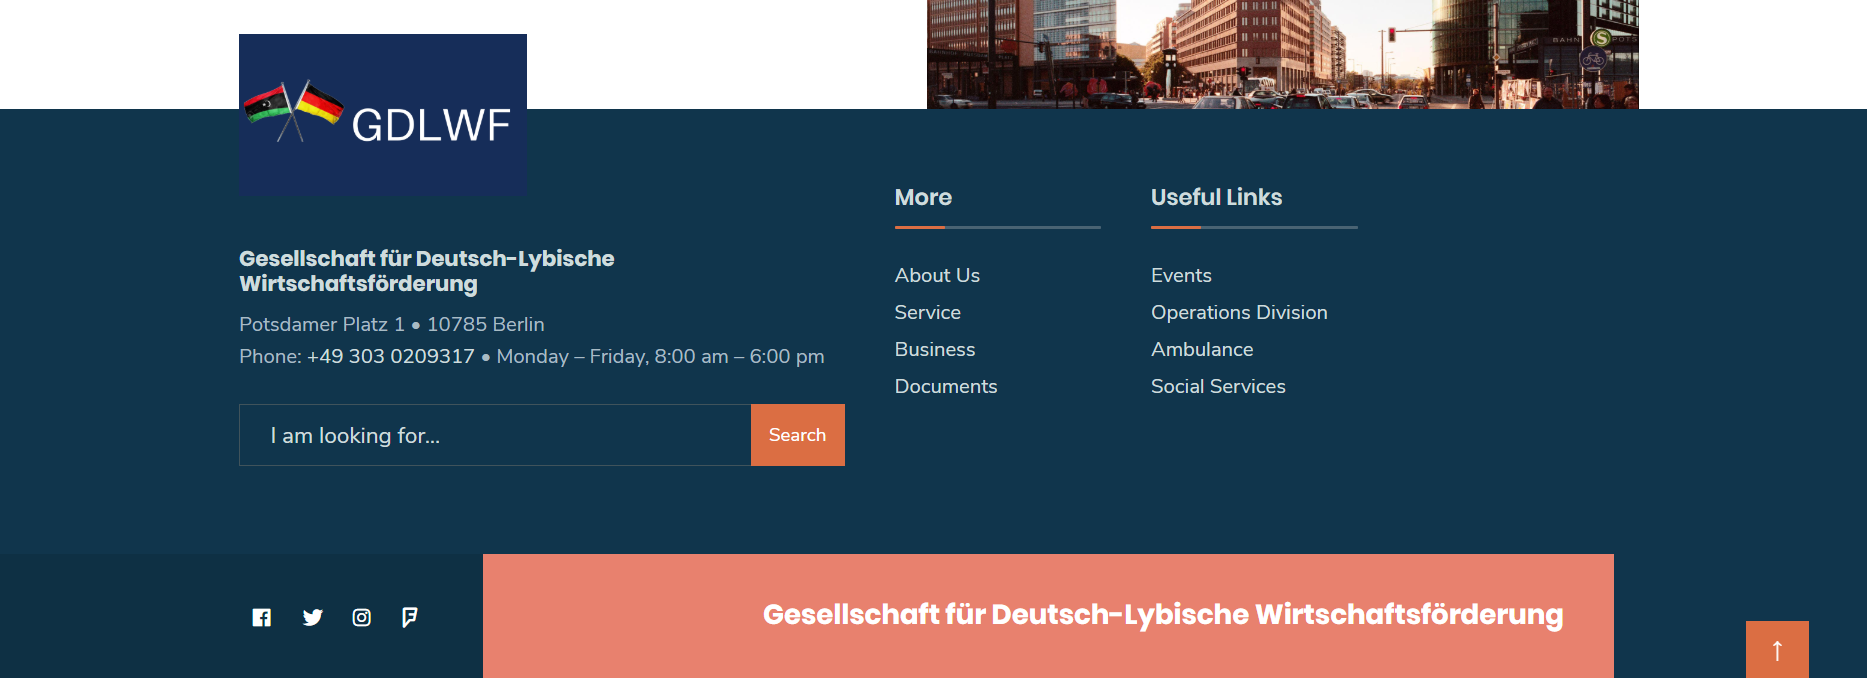 BAHN
S
GDLWF
More
Useful Links
Gesellschaft für Deutsch-Lybische
Wirtschaftsförderung
Potsdamer Platz 1 • 10785 Berlin
Phone: +49 303 0209317 • Monday – Friday, 8:00 am – 6:00 pm
I am looking for...
Search
About Us
Service
Business
Documents
Events
Operations Division
Ambulance
Social Services
Gesellschaft für Deutsch-Lybische Wirtschaftsförderung
↑